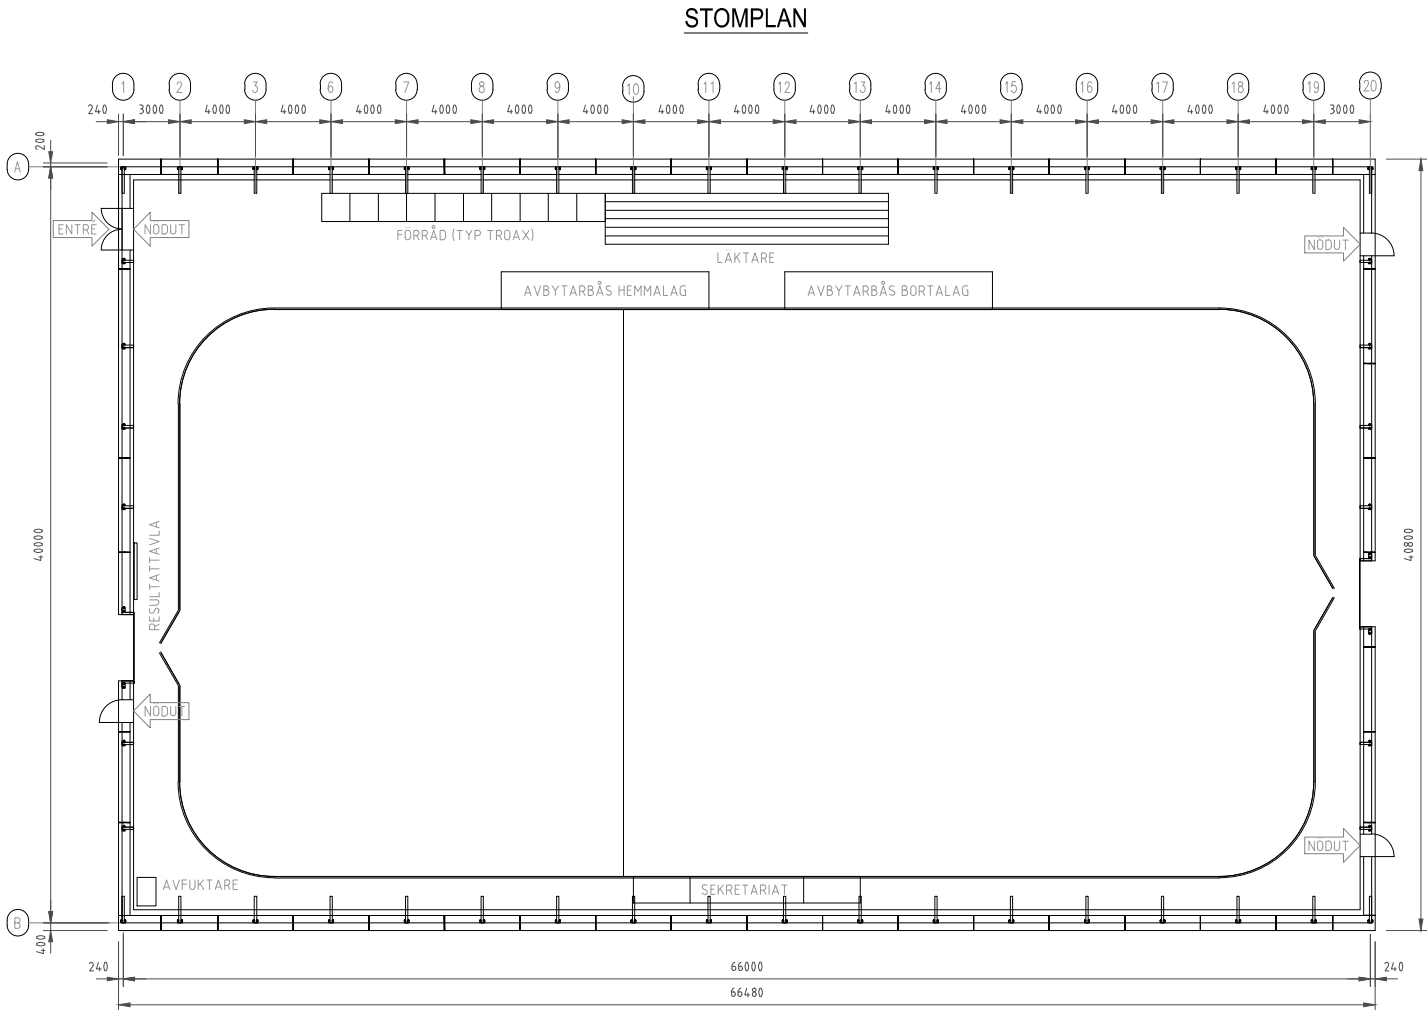 STOMPLAN
1 2 3 6 7 8 9 10 11 12 13 14 15 16 17 18 19 20
240 3000 4000 4000 4000 4000 4000 4000 4000 4000 4000 4000 4000 4000 4000 4000 4000 3000
200
A
ENTRÉ
NÖDUT
FÖRRÅD (TYP TROAX)
LÄKTARE
NÖDUT
AVBYTARBÅS HEMMALAG
AVBYTARBÅS BORTALAG
40000
RESULTATTAVLA
40800
NÖDUT
NÖDUT
AVFUKTARE
SEKRETARIAT
B
400
240 66000 240
66480